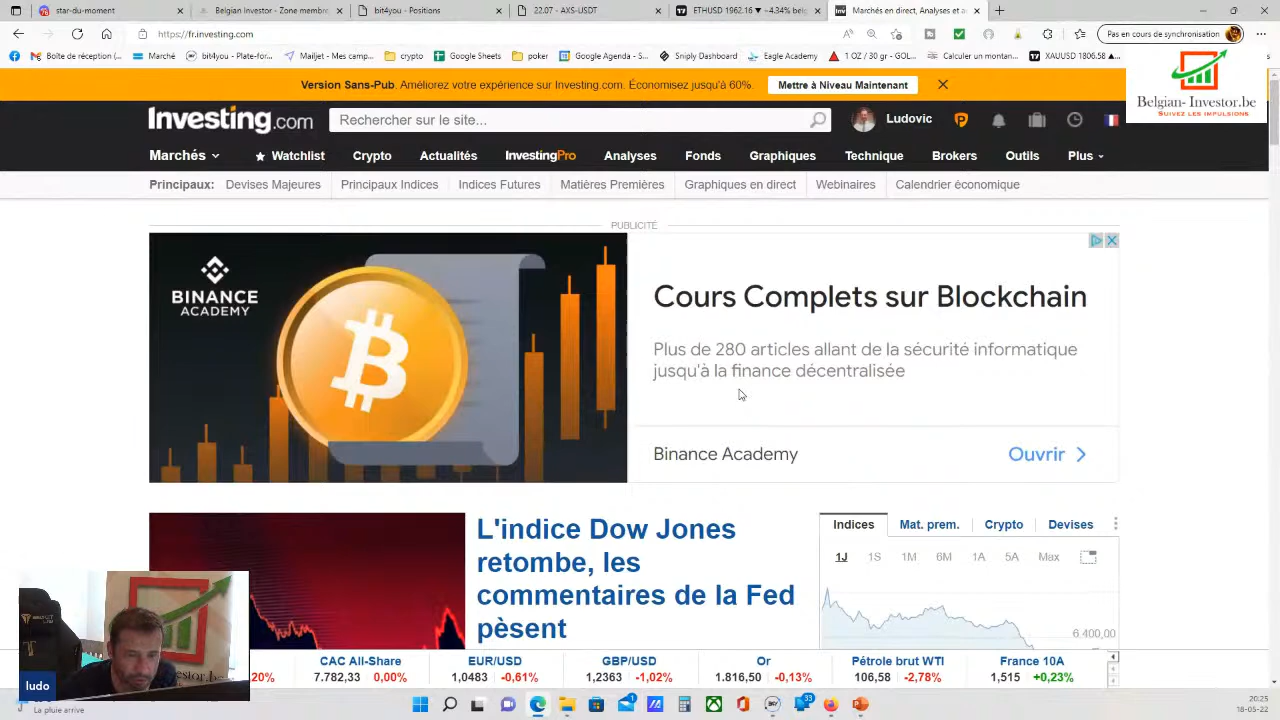 star-du-moment
Belgian - Investor - Zone membre
Portfolio - Positions
22.07 - AXS-USDT
ETHUSD 1962.16 ▼ -4.34% bitpa
Marchés en direct, Analyses et a
https://fr.investing.com
Pas en cours de synchronisation
Boîte de réception (...
Marché
bit4you - Plate-for...
Mailjet - Camp...
crypto
Google Sheets
poker
Google Agenda
Sniply Dashboard
Eagle Academy
1 OZ / 30 gr - GOL...
Calculer un montan...
XAUUSD 1806.58
Belgian- Investor.be
SUIVEZ LES IMPULSIONS
Version Sans-Pub. Améliorez votre expérience sur Investing.com. Économisez jusqu'à 60%.
Mettre à Niveau Maintenant
Investing.com
Rechercher sur le site...
Ludovic
Marchés
Watchlist
Crypto
Actualités
InvestingPro
Analyses
Fonds
Graphiques
Technique
Brokers
Outils
Plus
Principaux:
Devises Majeures
Principaux Indices
Indices Futures
Matières Premières
Graphiques en direct
Webinaires
Calendrier économique
PUBLICITÉ
BINANCE
ACADEMY
Cours Complets sur Blockchain
Plus de 280 articles allant de la sécurité informatique
jusqu'à la finance décentralisée
Binance Academy
Ouvrir
L'indice Dow Jones
retombe, les
commentaires de la Fed
pèsent
Indices
Mat. prem.
Crypto
Devises
1J
1S
1M
6M
1A
5A
Max
6.400,00
ludo
20%
CAC All-Share
7.782,33 0,00%
EUR/USD
1,0483 -0,61%
GBP/USD
1,2363 -1,02%
Or
1.816,50 -0,13%
Pétrole brut WTI
106,58 -2,78%
France 10A
1,515 +0,23%
La pluie arrive
1
33
20:25
18-05-22